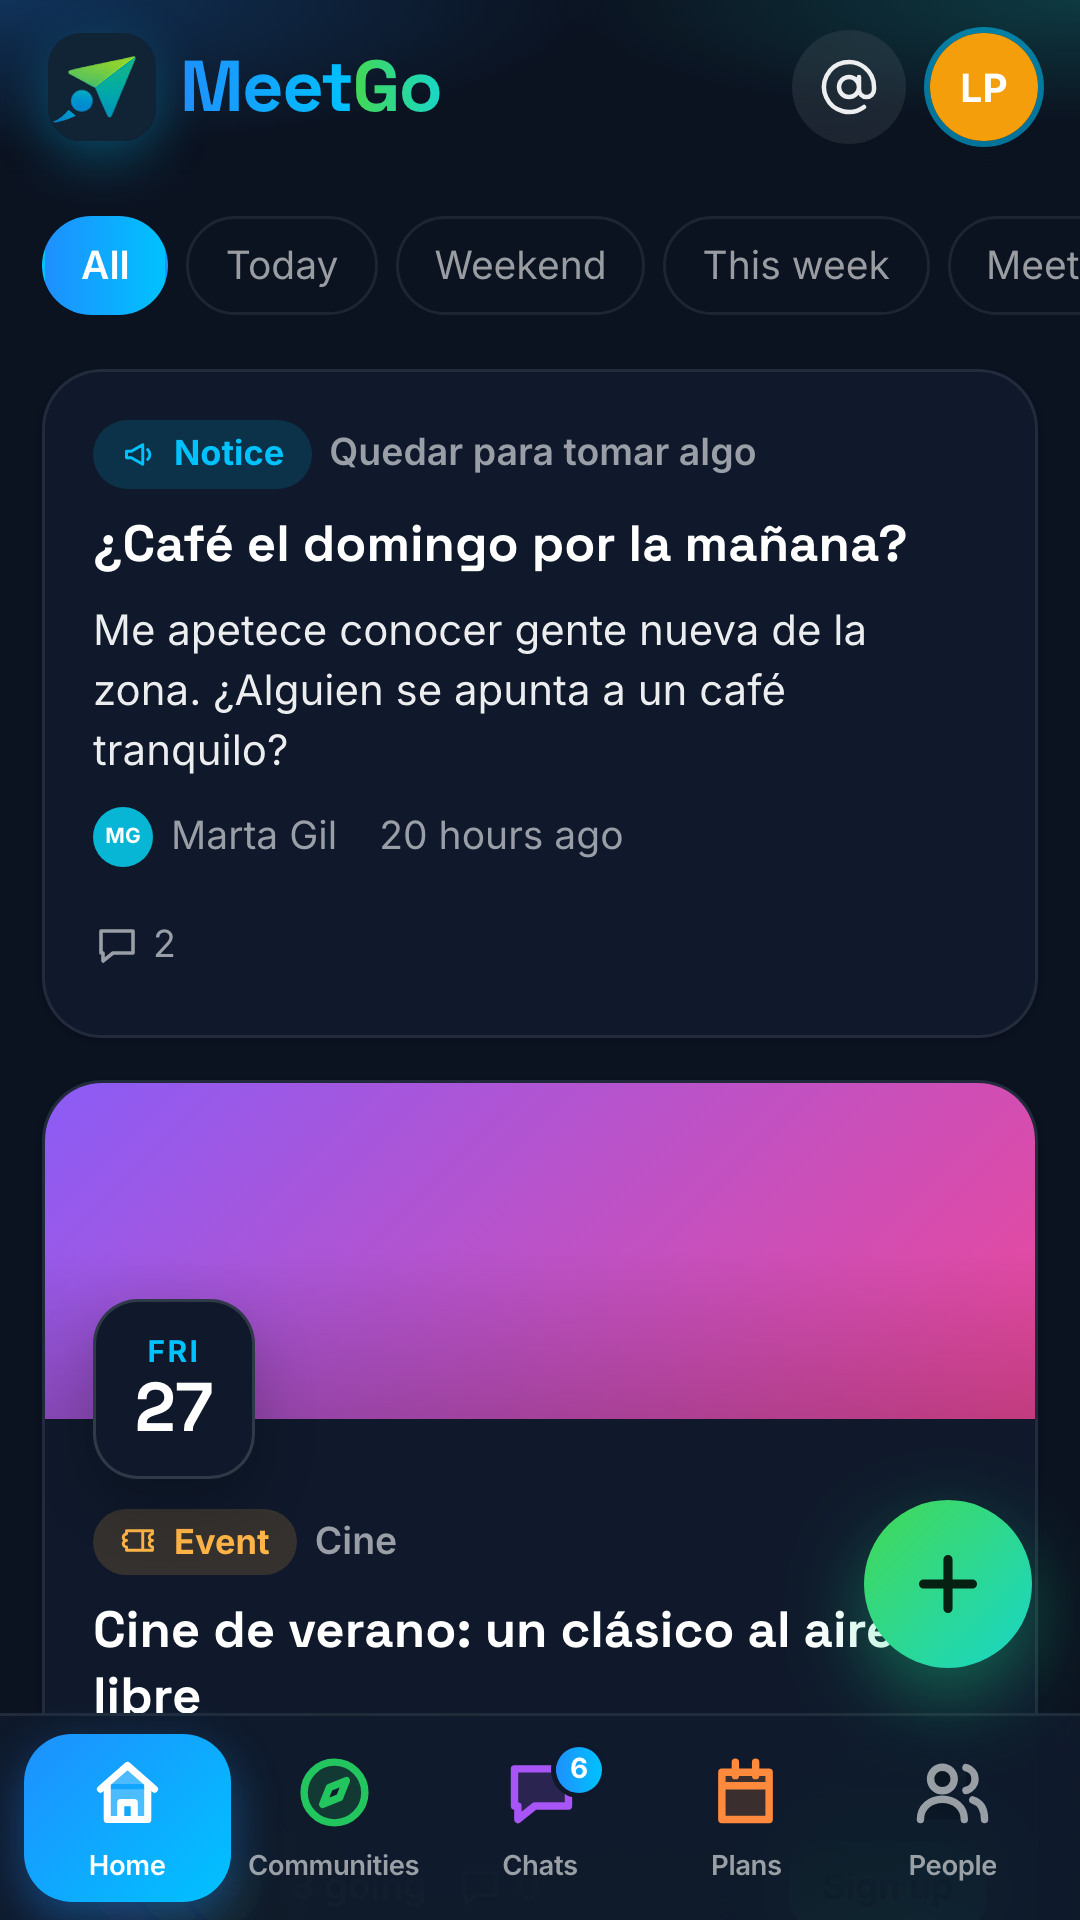 MeetGo
@
LP
All
Today
Weekend
This week
Meet
Notice
Quedar para tomar algo
¿Café el domingo por la mañana?
Me apetece conocer gente nueva de la
zona. ¿Alguien se apunta a un café
tranquilo?
MG
Marta Gil
20 hours ago
2
FRI
27
Event
Cine
Cine de verano: un clásico al aire
libre
going
Sign up
6
Home
Communities
Chats
Plans
People